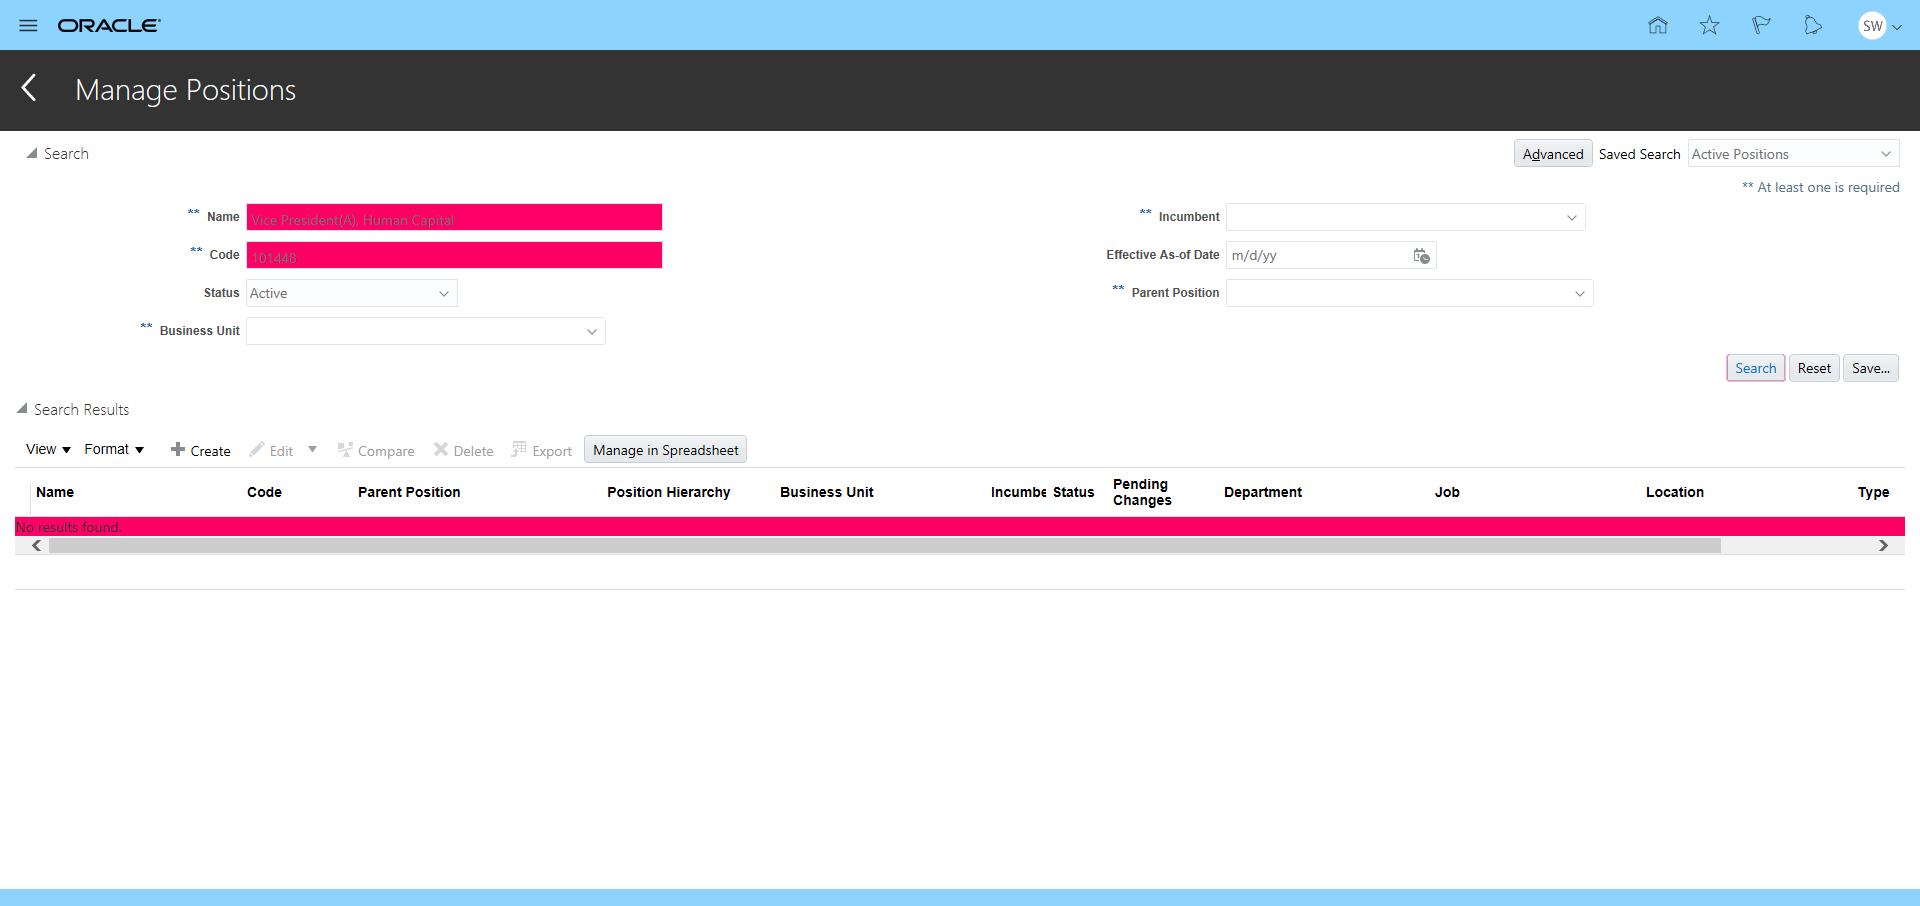 ORACLE
SW
Manage Positions
Search
Advanced Saved Search Active Positions
** At least one is required
** Name Vice President(A), Human Capital
** Incumbent
** Code 101448
Effective As-of Date m/d/yy
Status Active
** Parent Position
** Business Unit
Search Reset Save...
Search Results
View Format Create Edit Compare Delete Export Manage in Spreadsheet
Name Code Parent Position Position Hierarchy Business Unit Incumbe Status Pending Changes Department Job Location Type
No results found.